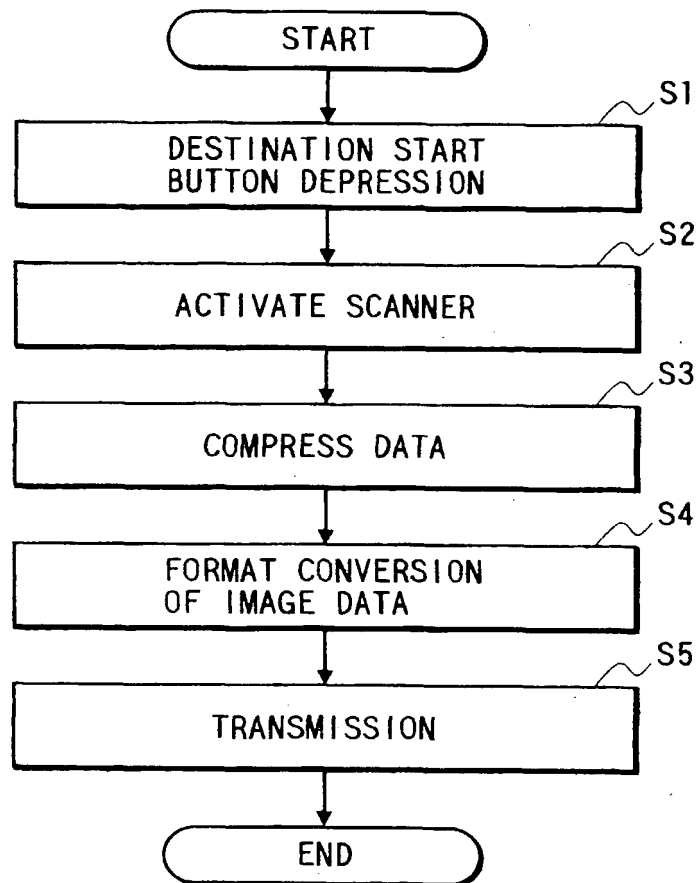 START
S1
DESTINATION START
BUTTON DEPRESSION
S2
ACTIVATE SCANNER
S3
COMPRESS DATA
S4
FORMAT CONVERSION
OF IMAGE DATA
S5
TRANSMISSION
END